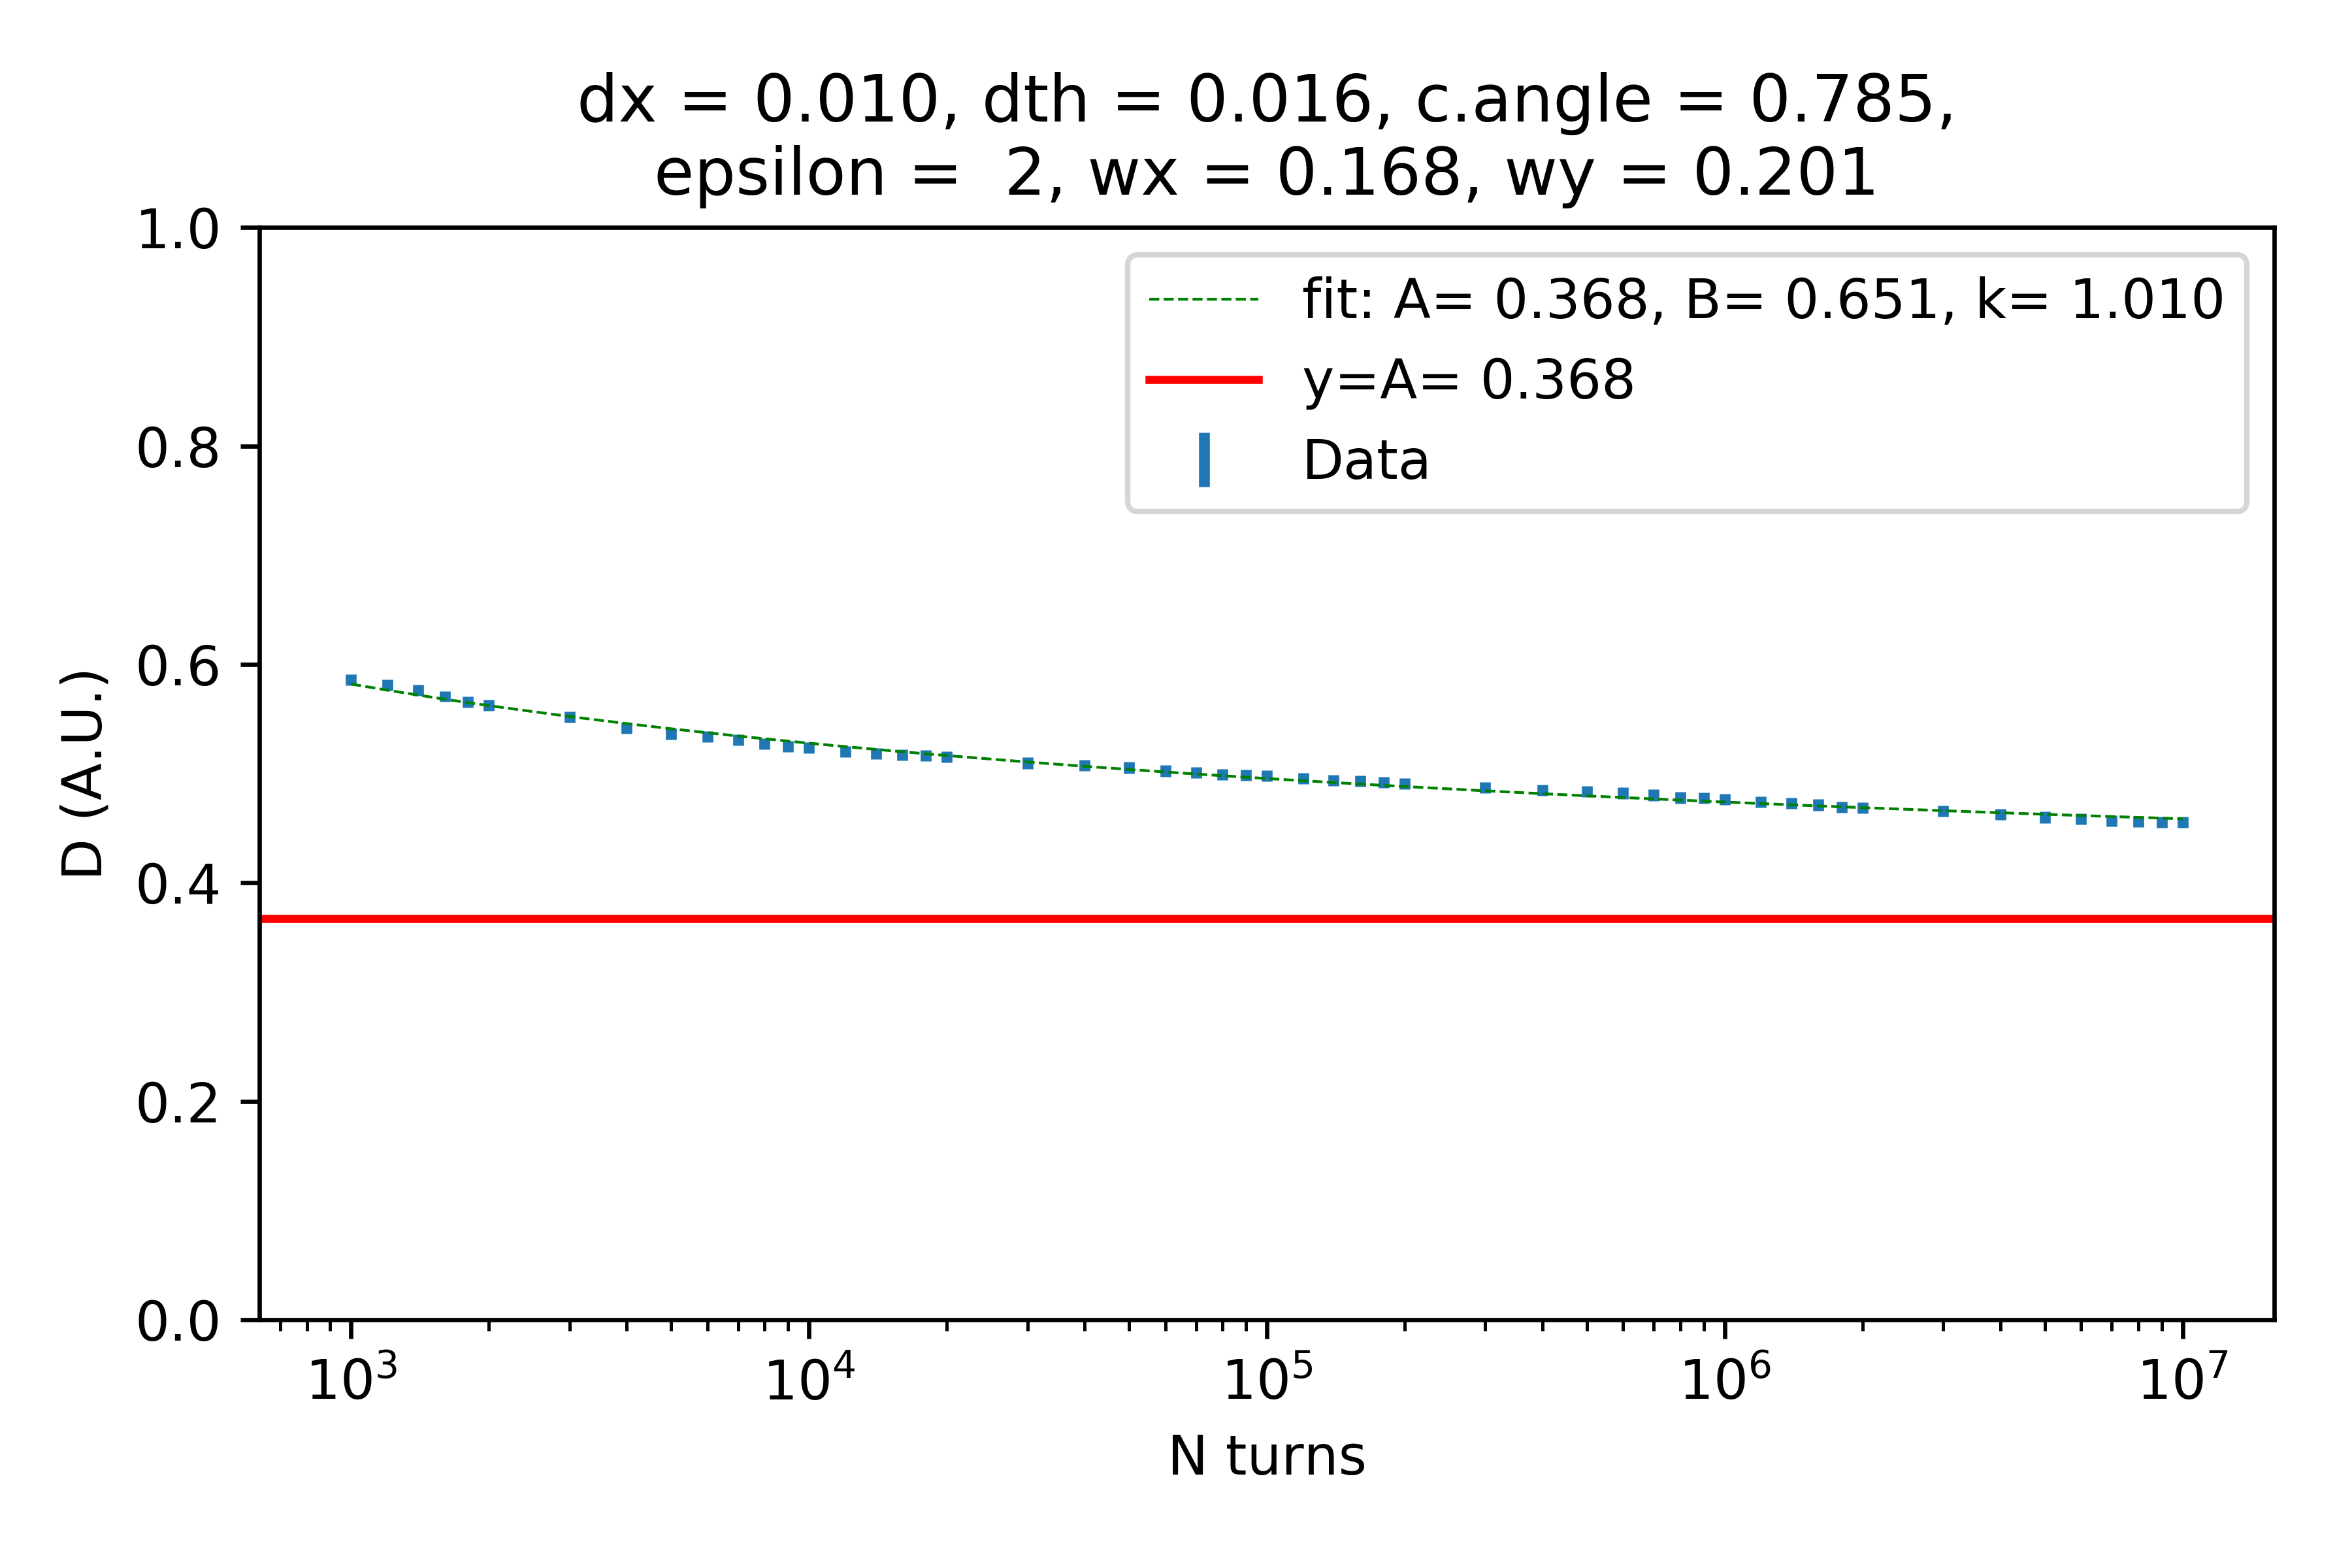 dx = 0.010, dth = 0.016, c.angle = 0.785,
epsilon =  2, wx = 0.168, wy = 0.201
fit: A= 0.368, B= 0.651, k= 1.010
y=A= 0.368
Data
D (A.U.)
1.0
0.8
0.6
0.4
0.2
0.0
10³ 10⁴ 10⁵ 10⁶ 10⁷
N turns